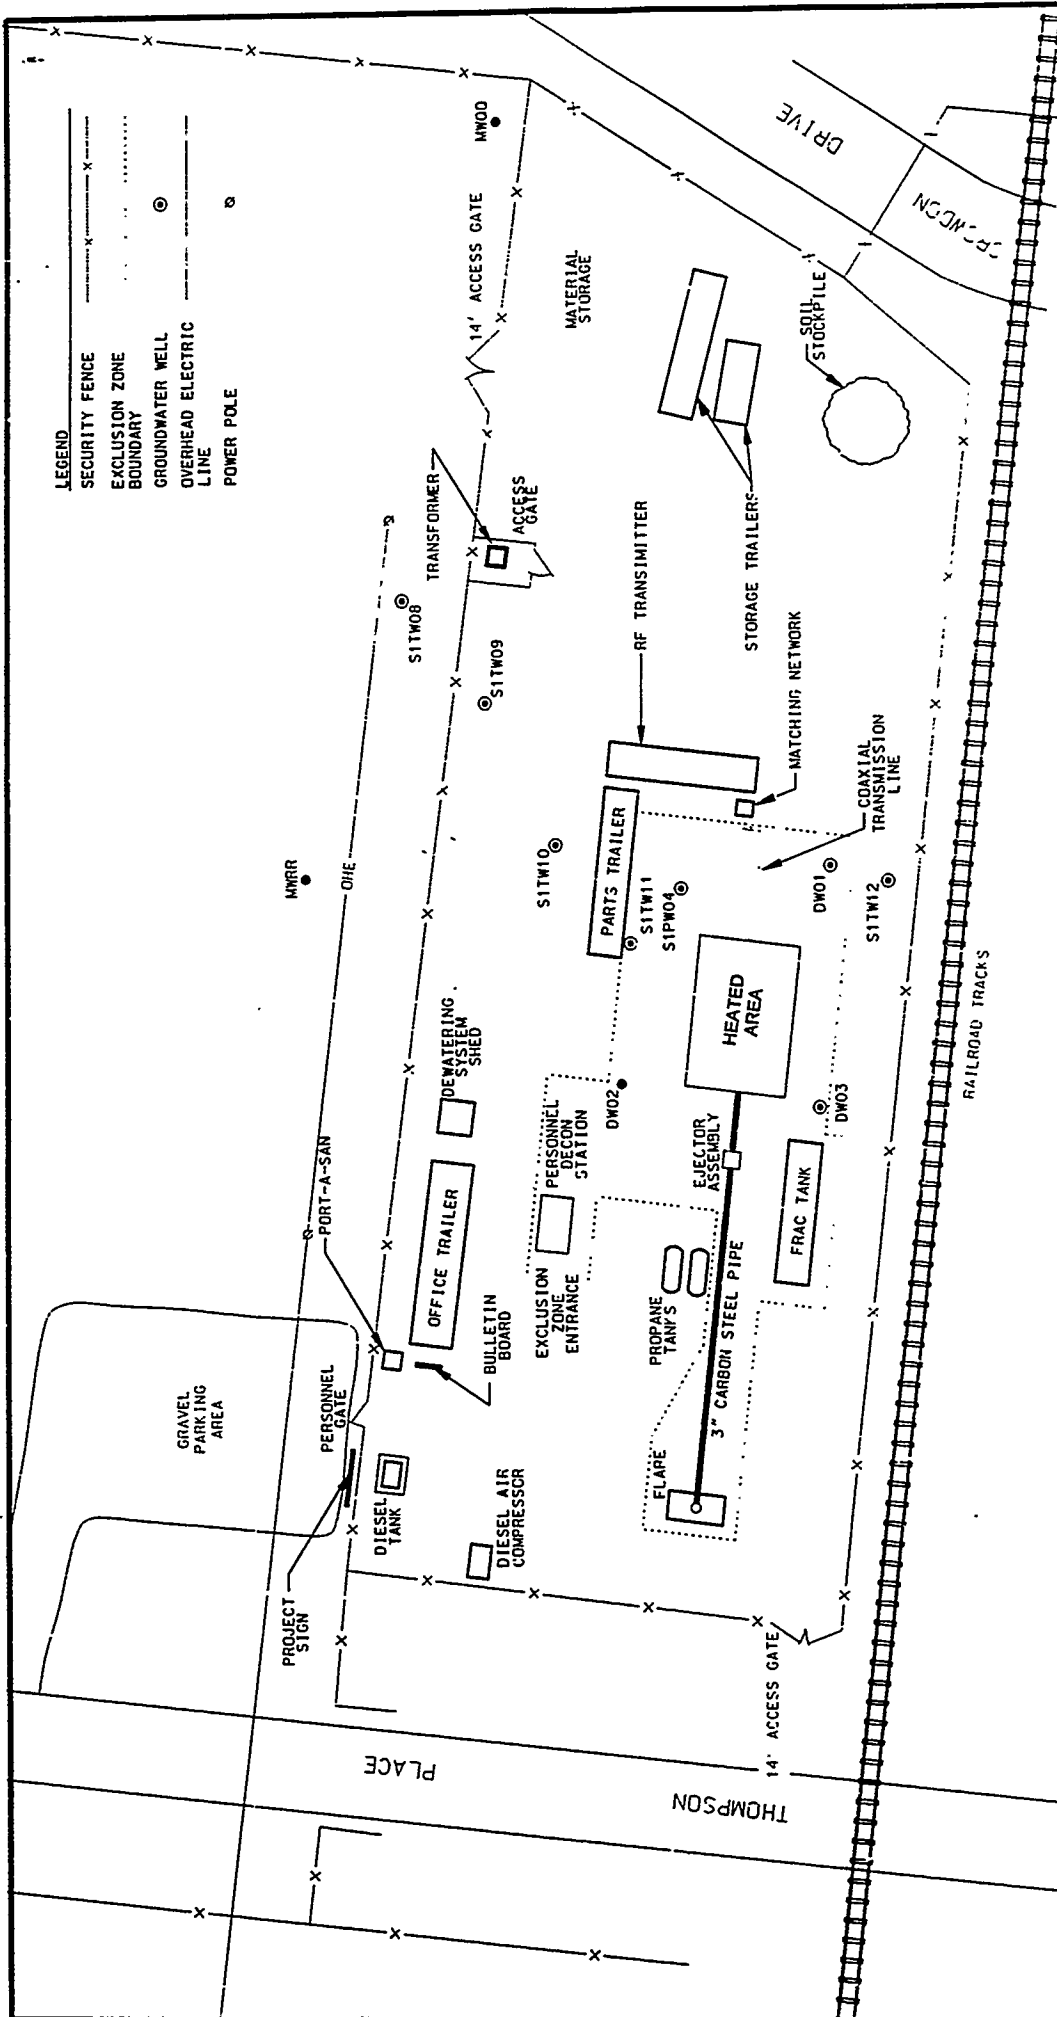 LEGEND
SECURITY FENCE
EXCLUSION ZONE
BOUNDARY
GROUNDWATER WELL
OVERHEAD ELECTRIC
LINE
POWER POLE
MW00
14' ACCESS GATE
MATERIAL
STORAGE
DRIVE
SOIL
STOCKPILE
TRANSFORMER
ACCESS
GATE
STORAGE TRAILERS
S1TW08
S1TW09
RF TRANSIMITTER
MATCHING NETWORK
COAXIAL
TRANSMISSION
LINE
MWRR
OHE
S1TW10
PARTS TRAILER
S1TW11
S1PW04
DW01
S1TW12
HEATED
AREA
RAILROAD TRACKS
DEWATERING
SYSTEM
SHED
DW02
DW03
PERSONNEL
DECON
STATION
EJECTOR
ASSEMBLY
FRAC TANK
PORT-A-SAN
OFFICE TRAILER
BULLETIN
BOARD
EXCLUSION
ZONE
ENTRANCE
PROPANE
TANKS
3" CARBON STEEL PIPE
GRAVEL
PARKING
AREA
PERSONNEL
GATE
DIESEL
TANK
DIESEL AIR
COMPRESSOR
FLAPE
PROJECT
SIGN
14' ACCESS GATE
THOMPSON
PLACE